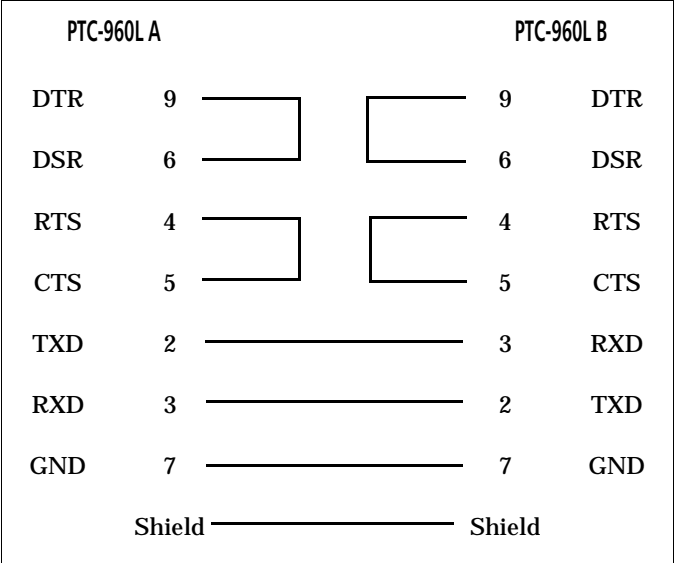 PTC-960L A PTC-960L B
DTR 9 9 DTR
DSR 6 6 DSR
RTS 4 4 RTS
CTS 5 5 CTS
TXD 2 3 RXD
RXD 3 2 TXD
GND 7 7 GND
Shield Shield